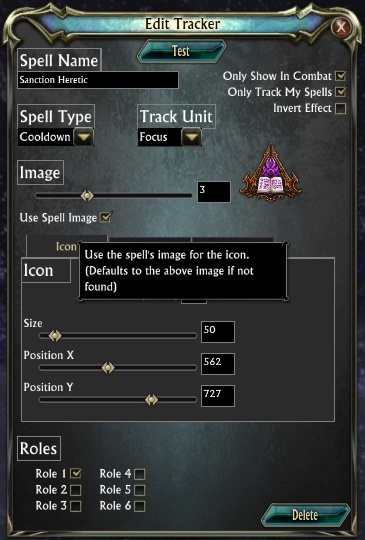 Edit Tracker
Test
Spell Name
Sanction Heretic
Only Show In Combat
Only Track My Spells
Invert Effect
Spell Type
Track Unit
Cooldown
Focus
Image
3
Use Spell Image
Icon
Use the spell's image for the icon.
(Defaults to the above image if not
found)
Icon
Size
50
Position X
562
Position Y
727
Roles
Role 1
Role 4
Role 2
Role 5
Role 3
Role 6
Delete